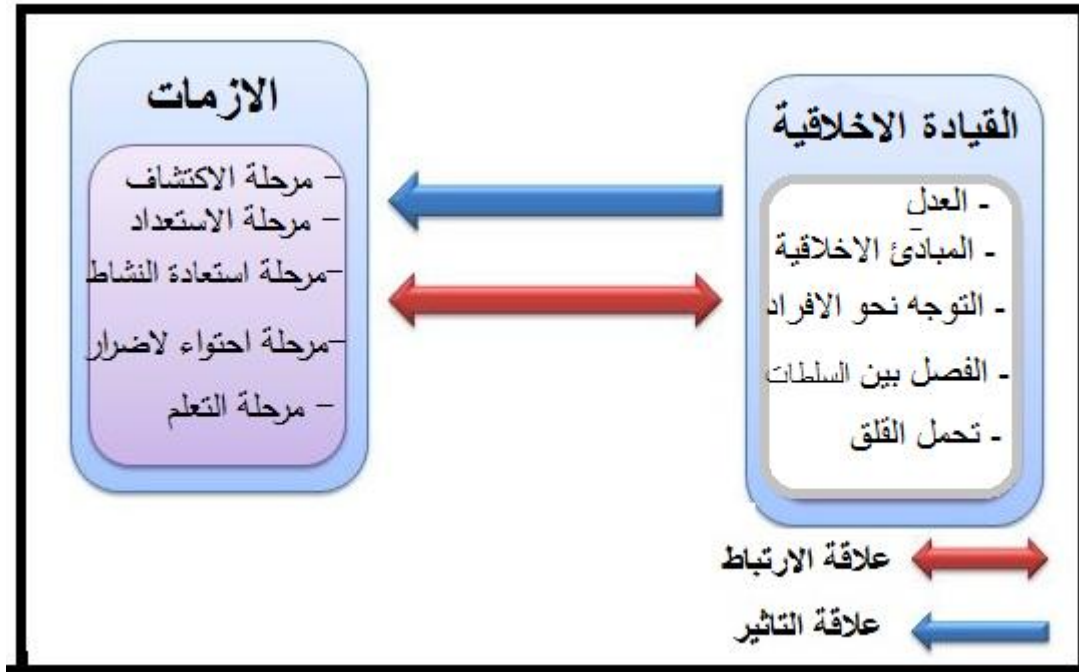 القيادة الاخلاقية
- العدل
- المبادئ الاخلاقية
- التوجه نحو الافراد
- الفصل بين السلطات
- تحمل القلق
الازمات
- مرحلة الاكتشاف
- مرحلة الاستعداد
-مرحلة استعادة النشاط
-مرحلة احتواء لاضرار
- مرحلة التعلم
علاقة الارتباط
علاقة التاثير